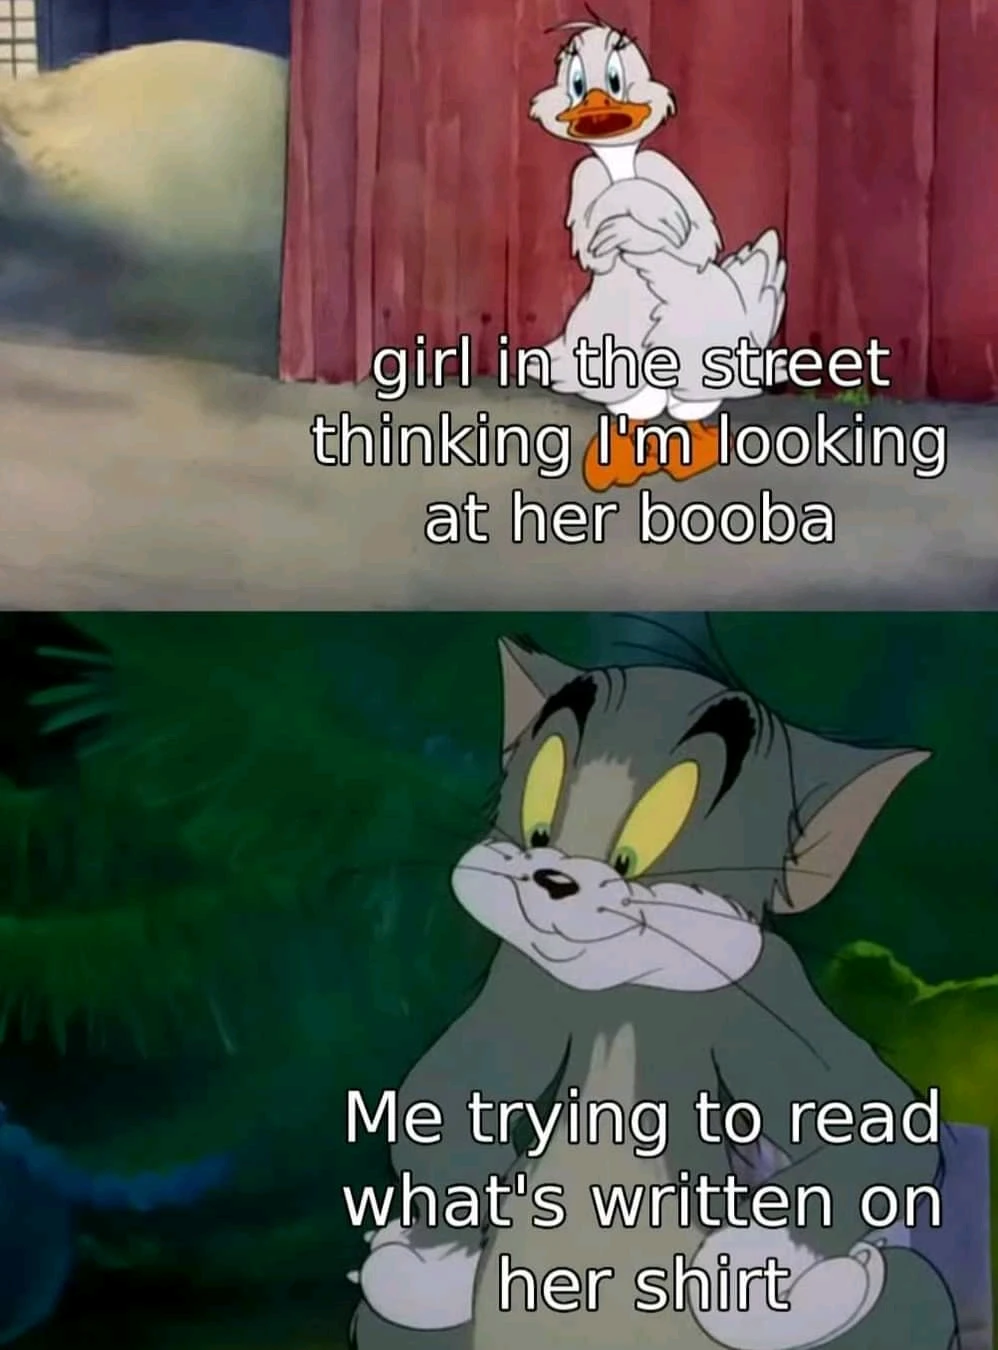 girl in the street
thinking I'm looking
at her booba
Me trying to read
what's written on
her shirt